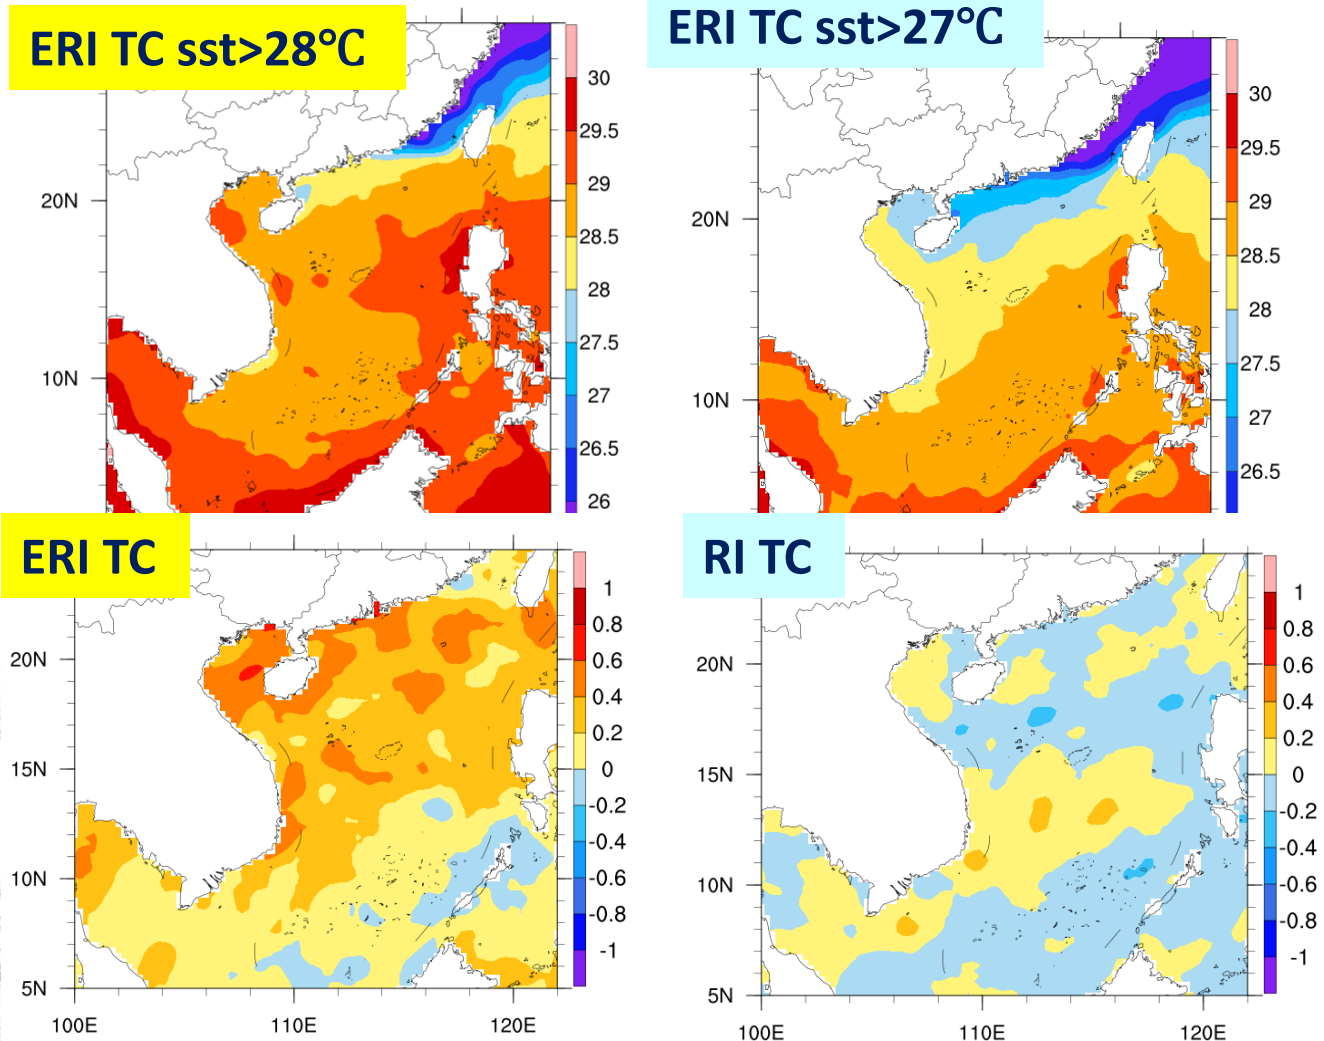 ERI TC sst>28℃
ERI TC sst>27℃
30
29.5
29
28.5
28
27.5
27
26.5
26
20N
10N
30
29.5
29
28.5
28
27.5
27
26.5
20N
10N
ERI TC
RI TC
1
0.8
0.6
0.4
0.2
0
-0.2
-0.4
-0.6
-0.8
-1
20N
15N
10N
5N
100E 110E 120E
1
0.8
0.6
0.4
0.2
0
-0.2
-0.4
-0.6
-0.8
-1
20N
15N
10N
5N
100E 110E 120E